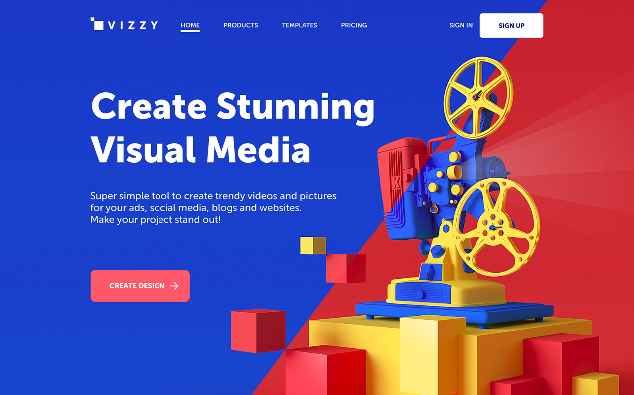 VIZZY
HOME
PRODUCTS
TEMPLATES
PRICING
SIGN IN
SIGN UP
Create Stunning
Visual Media
Super simple tool to create trendy videos and pictures
for your ads, social media, blogs and websites.
Make your project stand out!
CREATE DESIGN